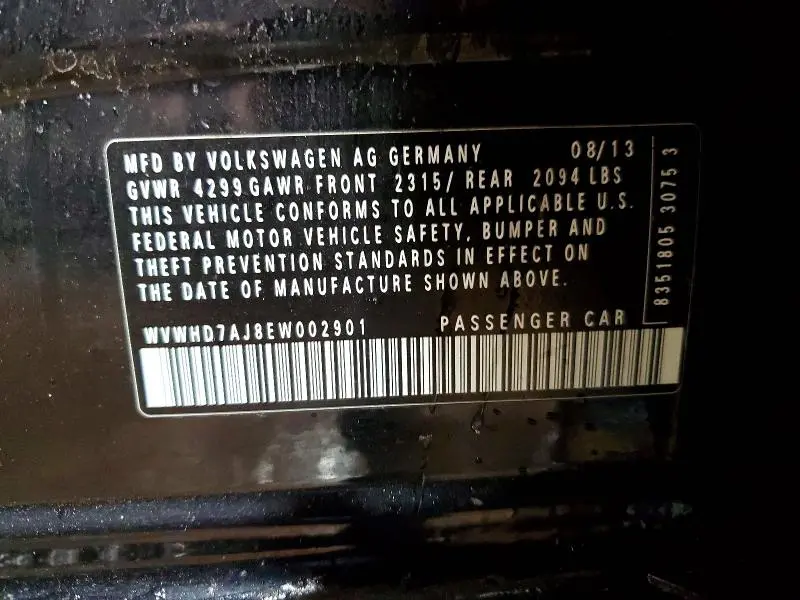 MFD BY VOLKSWAGEN AG GERMANY 08/13
GVWR 4299 GAWR FRONT 2315/ REAR 2094 LBS
THIS VEHICLE CONFORMS TO ALL APPLICABLE U.S.
FEDERAL MOTOR VEHICLE SAFETY, BUMPER AND
THEFT PREVENTION STANDARDS IN EFFECT ON
THE DATE OF MANUFACTURE SHOWN ABOVE.
WVWHD7AJ8EW002901 PASSENGER CAR
8351805 3075 3